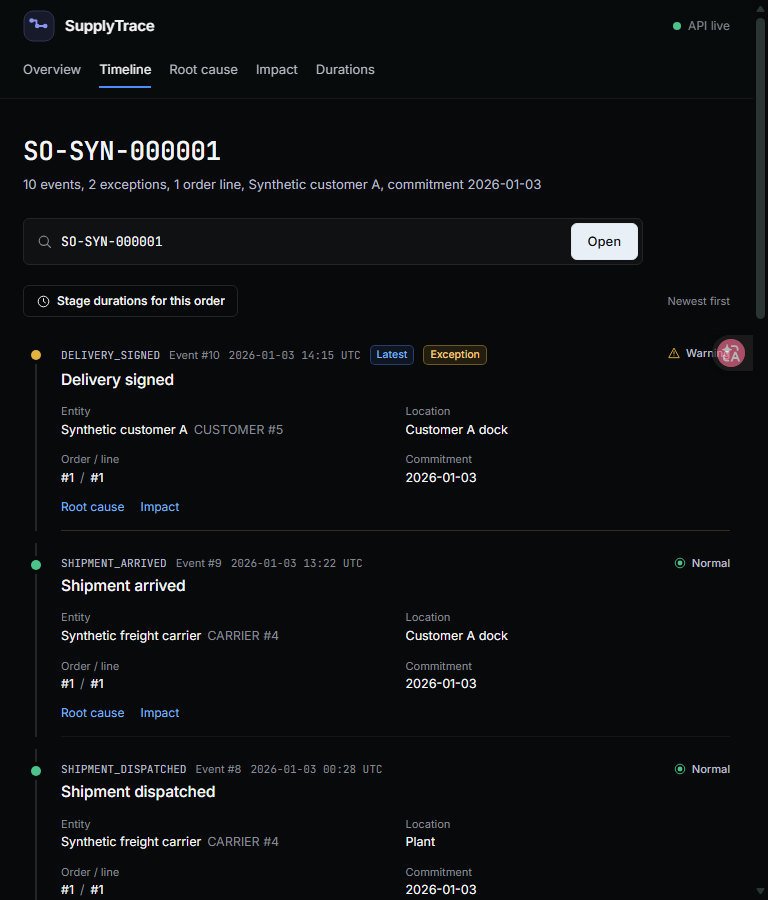 SupplyTrace
API live
Overview Timeline Root cause Impact Durations
SO-SYN-000001
10 events, 2 exceptions, 1 order line, Synthetic customer A, commitment 2026-01-03
SO-SYN-000001 Open
Stage durations for this order
Newest first
DELIVERY_SIGNED Event #10 2026-01-03 14:15 UTC Latest Exception
Delivery signed
Entity Location
Synthetic customer A CUSTOMER #5 Customer A dock
Order / line Commitment
#1 / #1 2026-01-03
Root cause Impact
SHIPMENT_ARRIVED Event #9 2026-01-03 13:22 UTC Normal
Shipment arrived
Entity Location
Synthetic freight carrier CARRIER #4 Customer A dock
Order / line Commitment
#1 / #1 2026-01-03
Root cause Impact
SHIPMENT_DISPATCHED Event #8 2026-01-03 00:28 UTC Normal
Shipment dispatched
Entity Location
Synthetic freight carrier CARRIER #4 Plant
Order / line Commitment
#1 / #1 2026-01-03